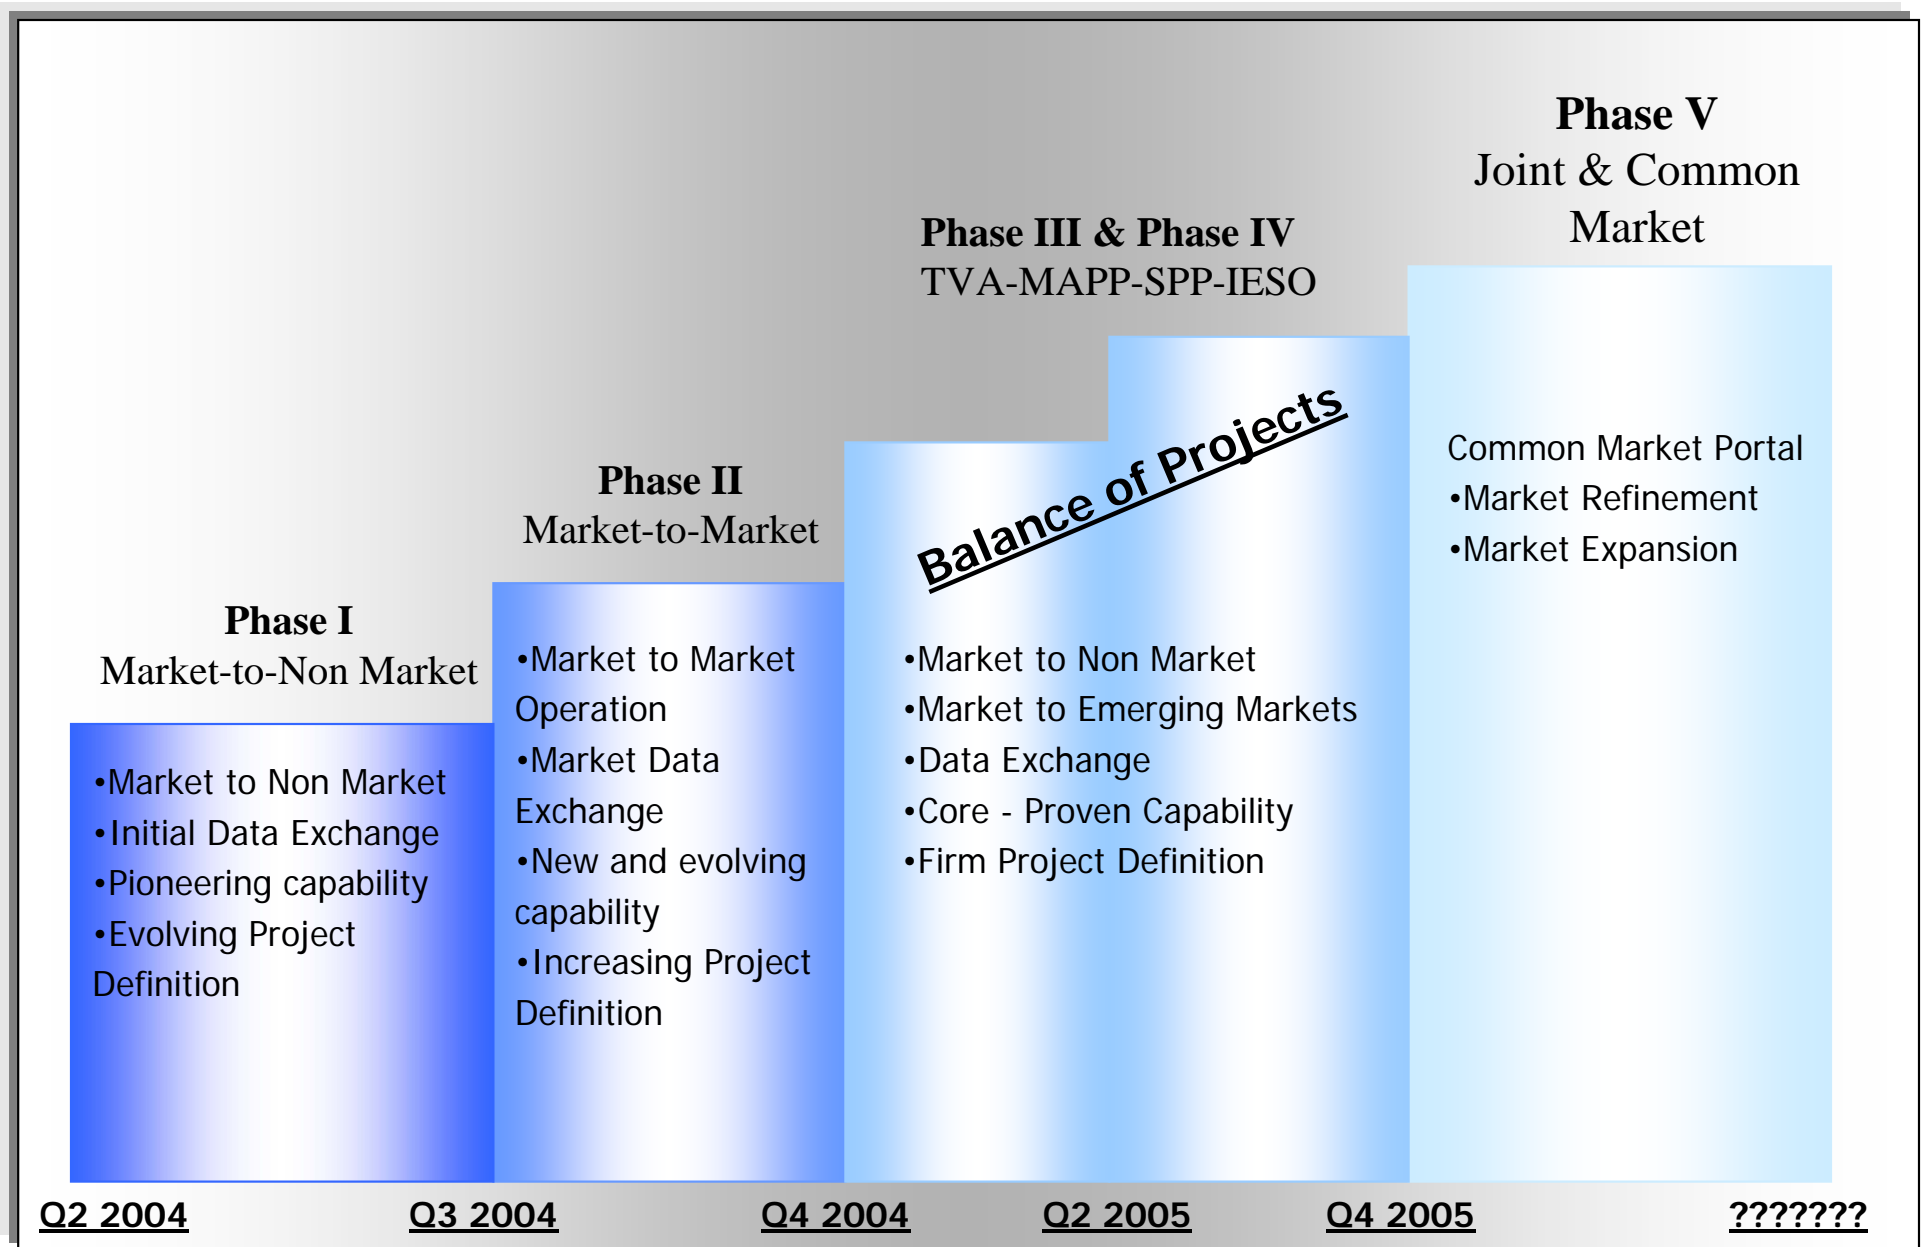 Phase V
Joint & Common
Market
Phase III & Phase IV
TVA-MAPP-SPP-IESO
Balance of Projects
Common Market Portal
•Market Refinement
•Market Expansion
Phase II
Market-to-Market
Phase I
Market-to-Non Market
•Market to Non Market
•Initial Data Exchange
•Pioneering capability
•Evolving Project
Definition
•Market to Market
Operation
•Market Data
Exchange
•New and evolving
capability
•Increasing Project
Definition
•Market to Non Market
•Market to Emerging Markets
•Data Exchange
•Core - Proven Capability
•Firm Project Definition
Q2 2004 Q3 2004 Q4 2004 Q2 2005 Q4 2005 ???????